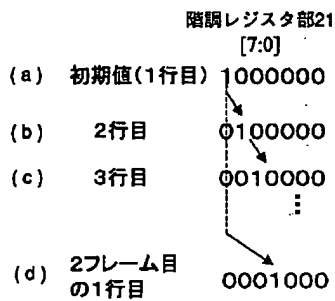 階調レジスタ部21
[7:0]
(a) 初期値(1行目) 1000000
(b) 2行目 0100000
(c) 3行目 0010000
(d) 2フレーム目
の1行目 0001000